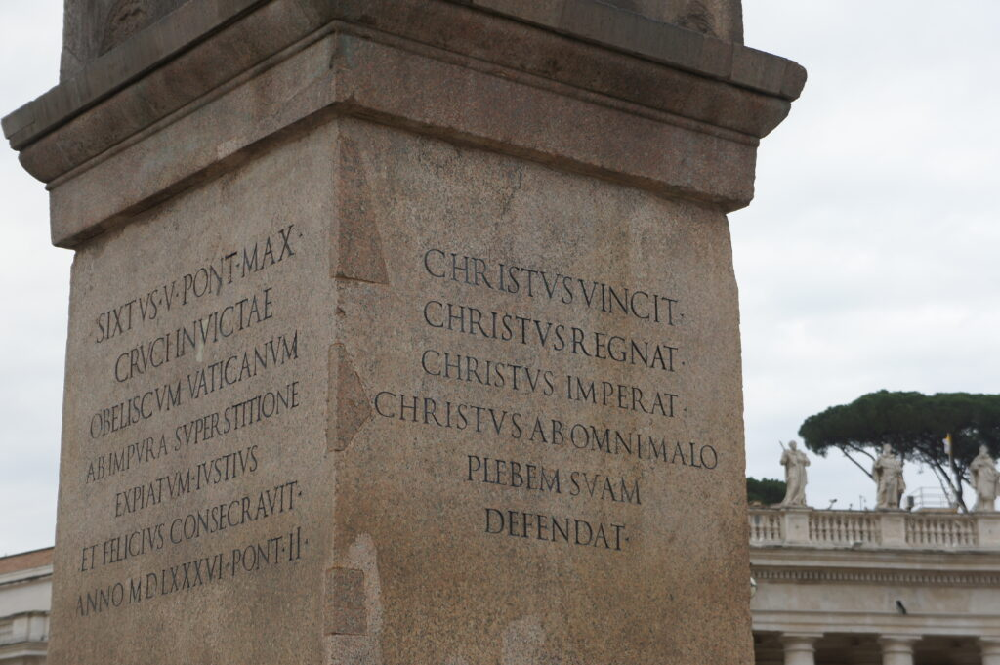 SIXTVS·V·PONT·MAX·
CRVCI INVICTAE
OBELISCVM VATICANVM
AB IMPVRA SVPERSTITIONE
EXPIATVM·IVSTIVS
ET FELICIVS CONSECRAVIT·
ANNO M D LXXXVI·PONT·II·
CHRISTVS VINCIT·
CHRISTVS REGNAT·
CHRISTVS IMPERAT·
CHRISTVS AB OMNI MALO
PLEBEM SVAM
DEFENDAT·